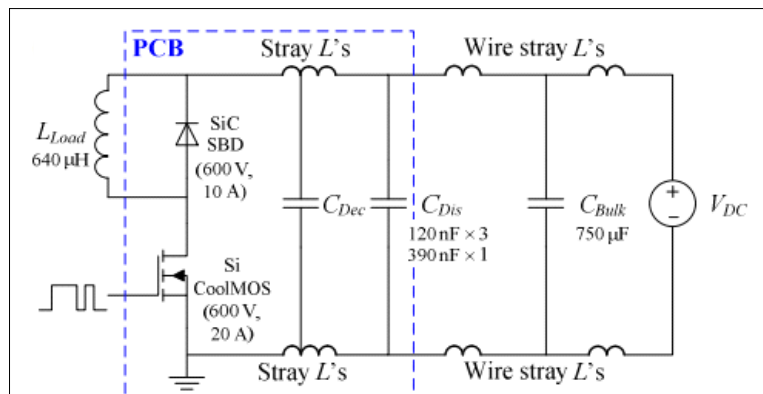 PCB
Stray L's
Wire stray L's
L_Load
640 μH
SiC
SBD
(600 V,
10 A)
C_Dec
C_Dis
120 nF × 3
390 nF × 1
C_Bulk
750 μF
+
−
V_DC
Si
CoolMOS
(600 V,
20 A)
Stray L's
Wire stray L's